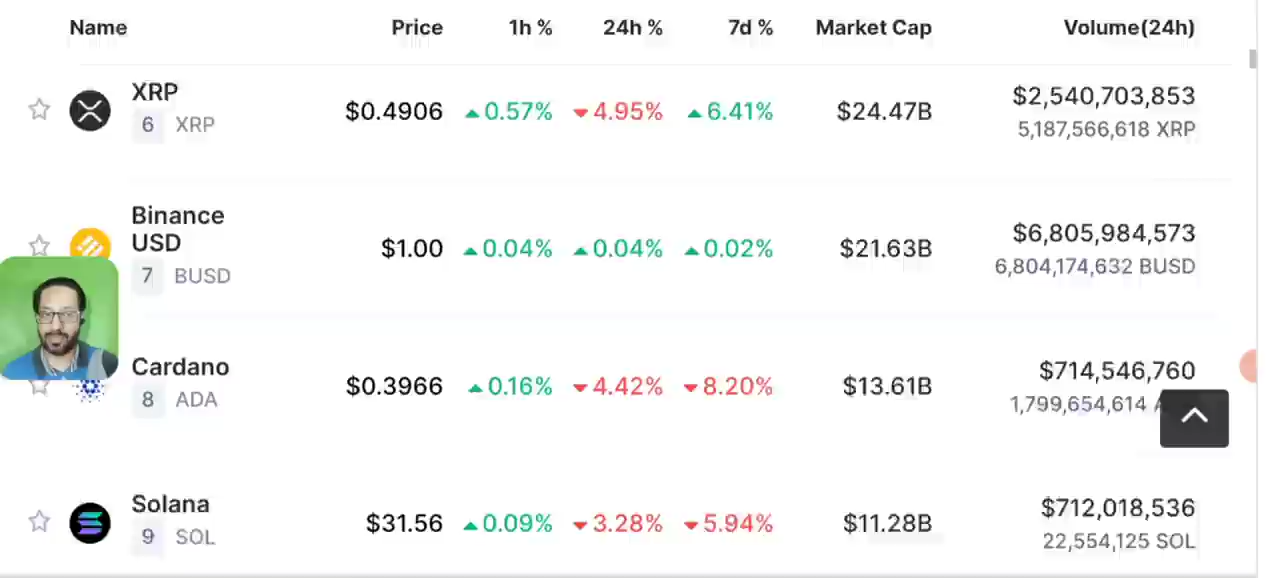 Name Price 1h % 24h % 7d % Market Cap Volume(24h)
XRP
6 XRP
$0.4906 0.57% 4.95% 6.41% $24.47B $2,540,703,853
5,187,566,618 XRP
Binance
USD
7 BUSD
$1.00 0.04% 0.04% 0.02% $21.63B $6,805,984,573
6,804,174,632 BUSD
Cardano
8 ADA
$0.3966 0.16% 4.42% 8.20% $13.61B $714,546,760
1,799,654,614
Solana
9 SOL
$31.56 0.09% 3.28% 5.94% $11.28B $712,018,536
22,554,125 SOL